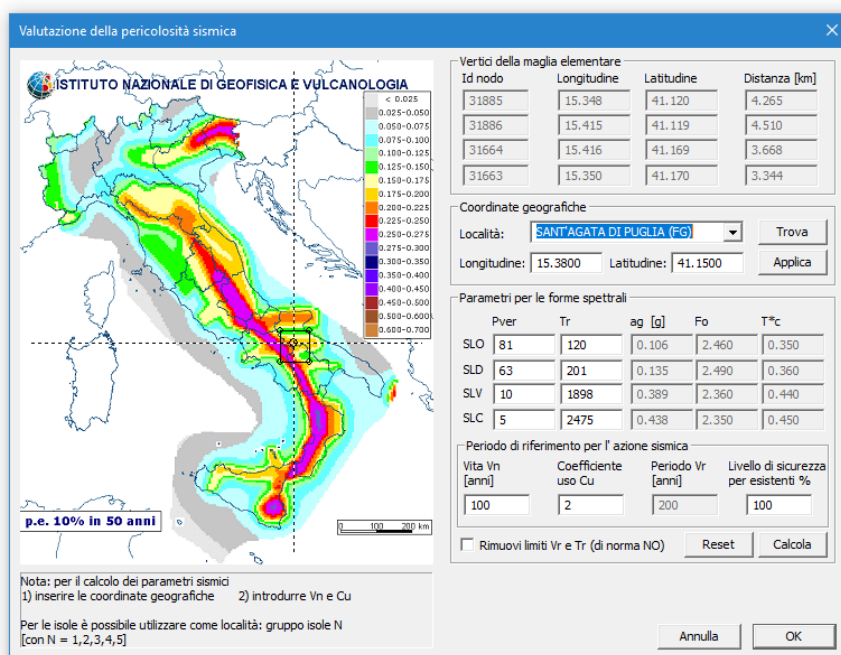 Valutazione della pericolosità sismica
ISTITUTO NAZIONALE DI GEOFISICA E VULCANOLOGIA
< 0.025
0.025-0.050
0.050-0.075
0.075-0.100
0.100-0.125
0.125-0.150
0.150-0.175
0.175-0.200
0.200-0.225
0.225-0.250
0.250-0.275
0.275-0.300
0.300-0.350
0.350-0.400
0.400-0.450
0.450-0.500
0.500-0.600
0.600-0.700
p.e. 10% in 50 anni
0 100 200 km
Nota: per il calcolo dei parametri sismici
1) inserire le coordinate geografiche 2) introdurre Vn e Cu
Per le isole è possibile utilizzare come località: gruppo isole N
[con N = 1,2,3,4,5]
Vertici della maglia elementare
Id nodo Longitudine Latitudine Distanza [km]
31885 15.348 41.120 4.265
31886 15.415 41.119 4.510
31664 15.416 41.169 3.668
31663 15.350 41.170 3.344
Coordinate geografiche
Località: SANT'AGATA DI PUGLIA (FG) Trova
Longitudine: 15.3800 Latitudine: 41.1500 Applica
Parametri per le forme spettrali
Pver Tr ag [g] Fo T*c
SLO 81 120 0.106 2.460 0.350
SLD 63 201 0.135 2.490 0.360
SLV 10 1898 0.389 2.360 0.440
SLC 5 2475 0.438 2.350 0.450
Periodo di riferimento per l' azione sismica
Vita Vn Coefficiente Periodo Vr Livello di sicurezza
[anni] uso Cu [anni] per esistenti %
100 2 200 100
Rimuovi limiti Vr e Tr (di norma NO) Reset Calcola
Annulla OK